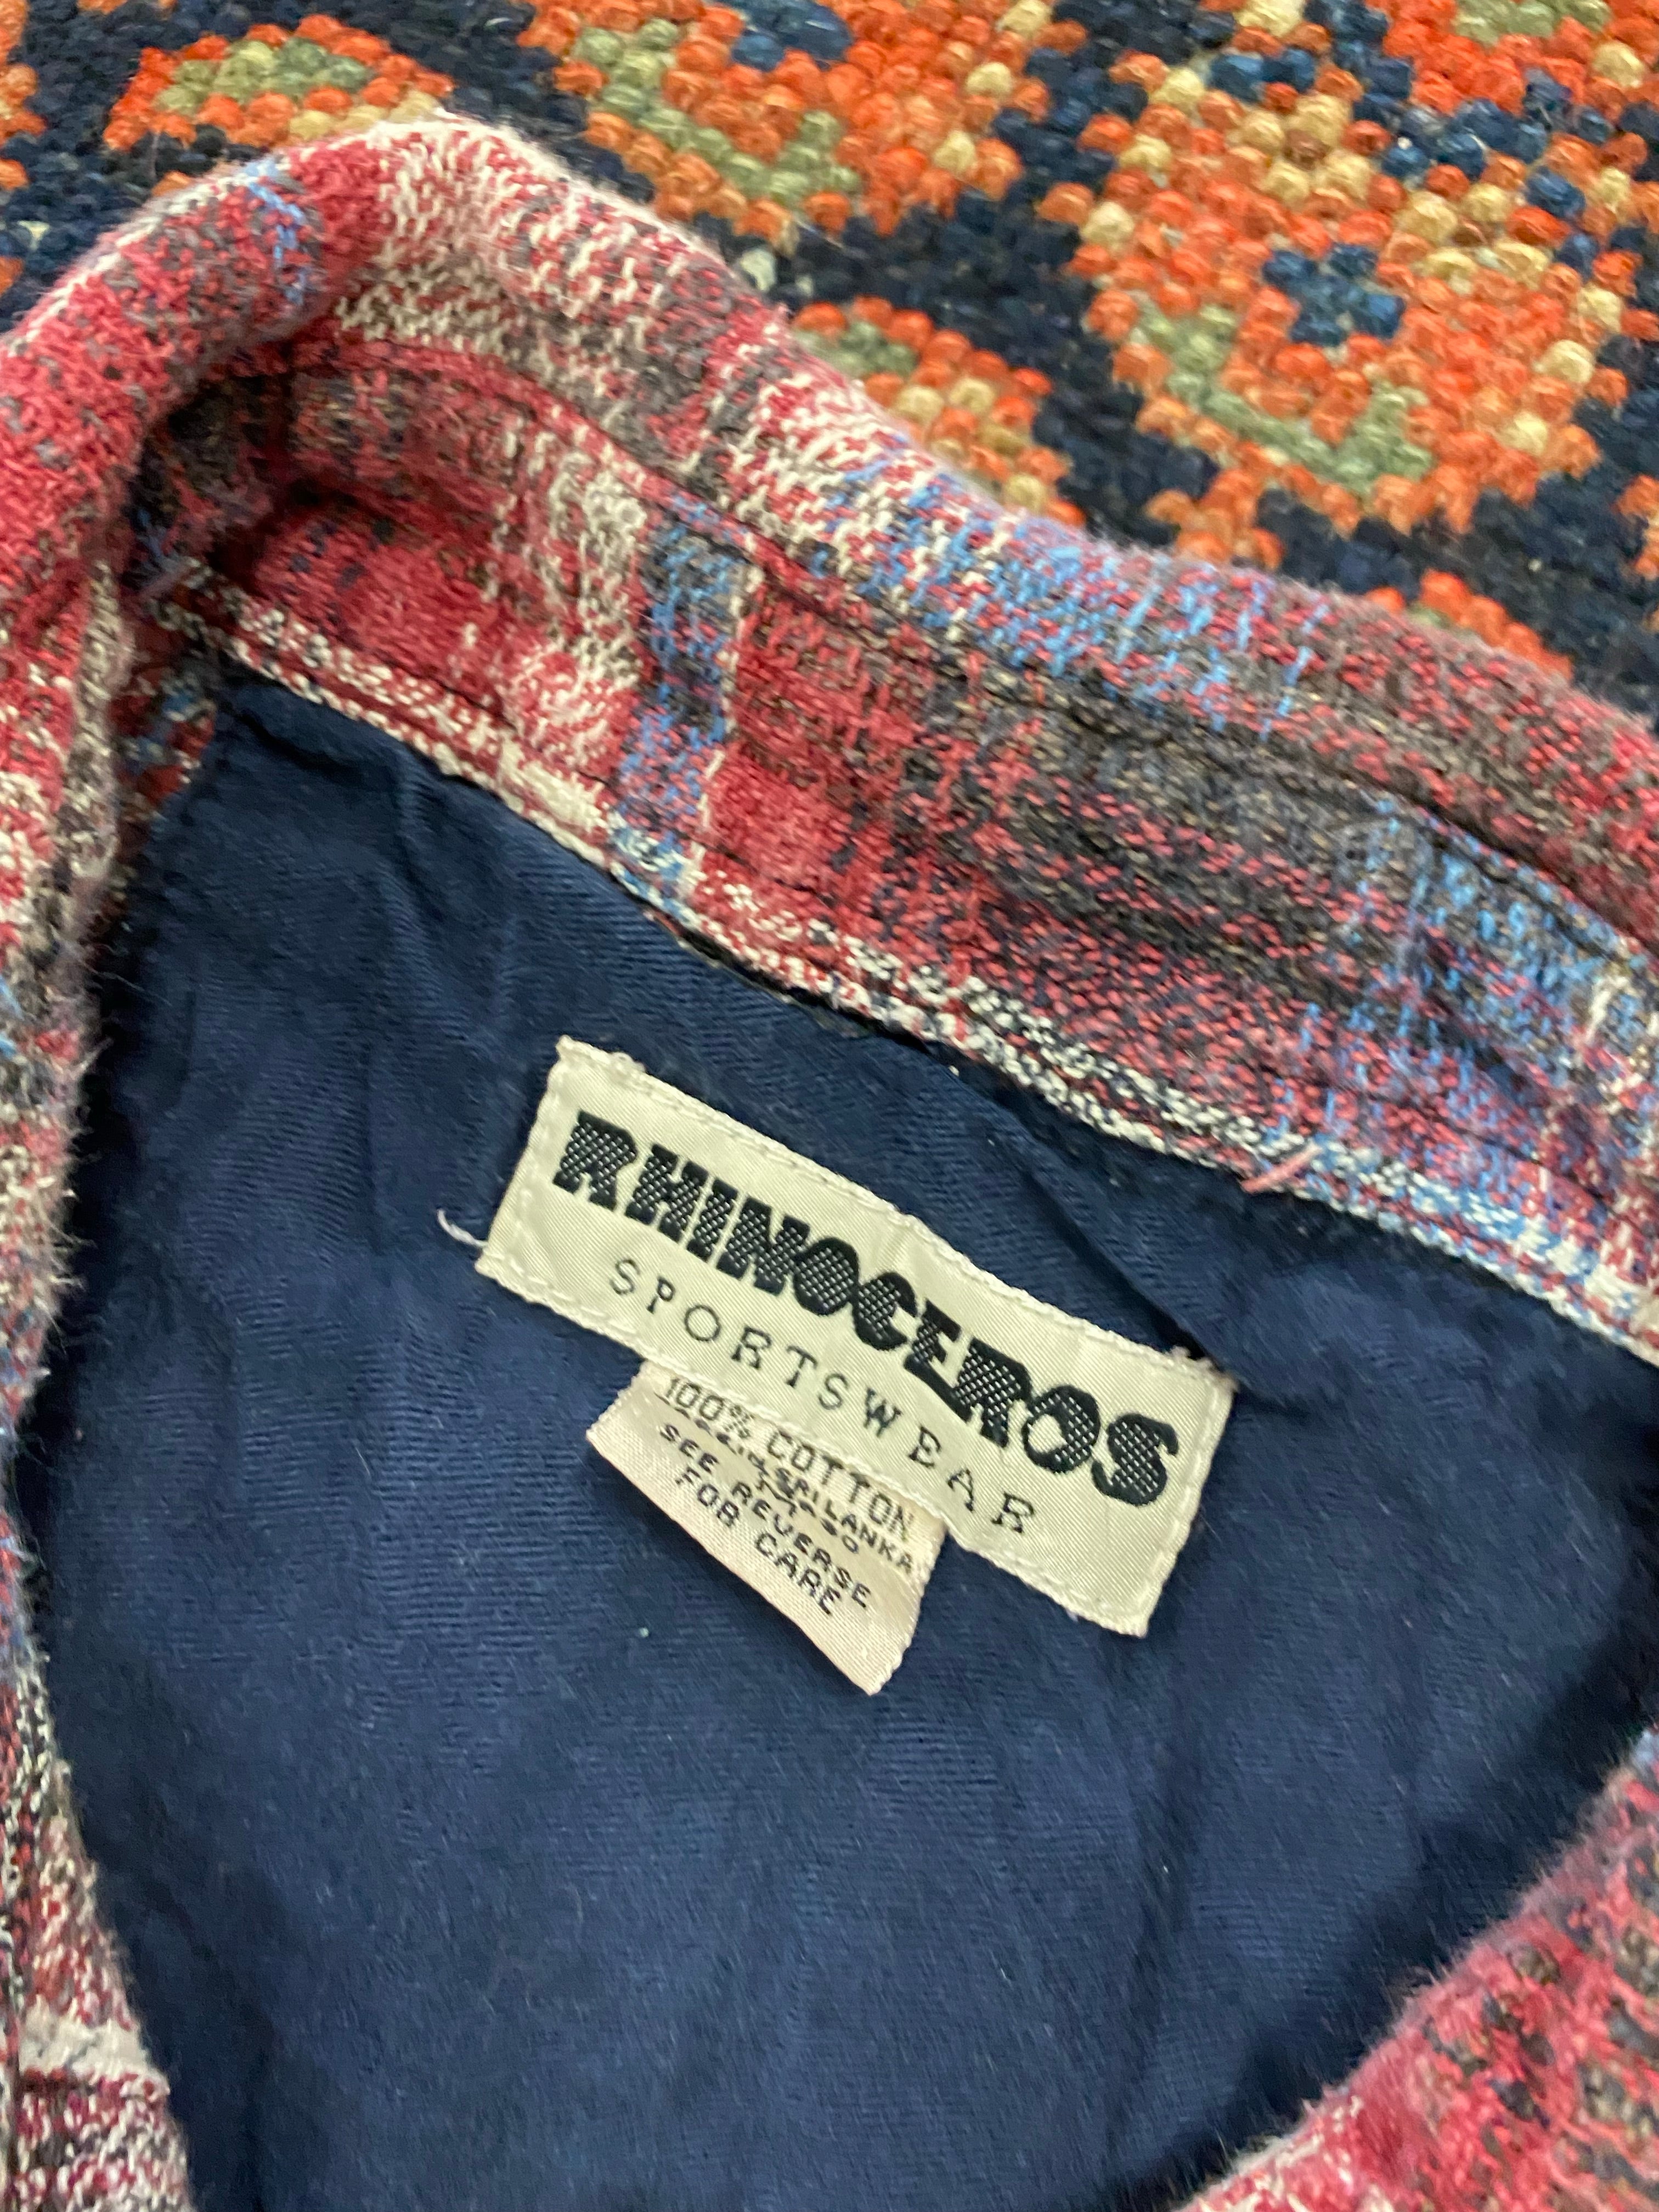 RHINOCEROS
SPORTSWEAR
100% COTTON
SRI LANKA
SEE REVERSE
FOR CARE